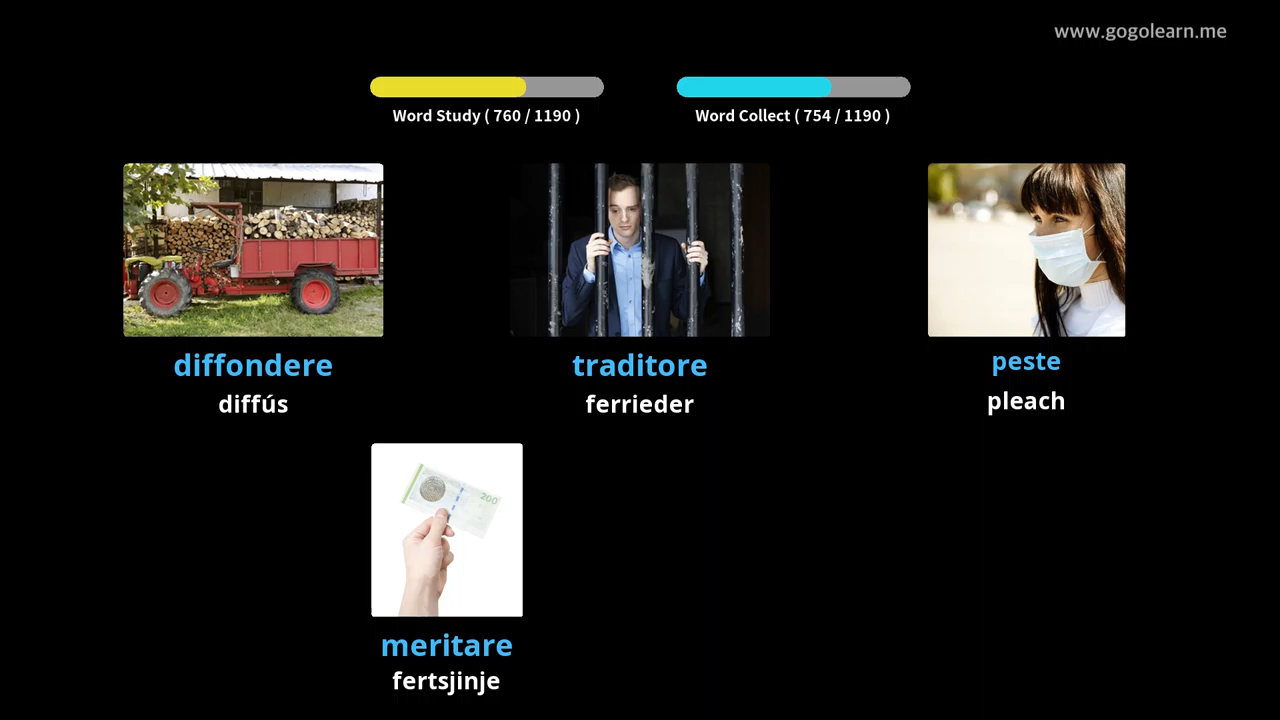 www.gogolearn.me
Word Study ( 760 / 1190 )
Word Collect ( 754 / 1190 )
diffondere
diffús
traditore
ferrieder
peste
pleach
meritare
fertsjinje
200